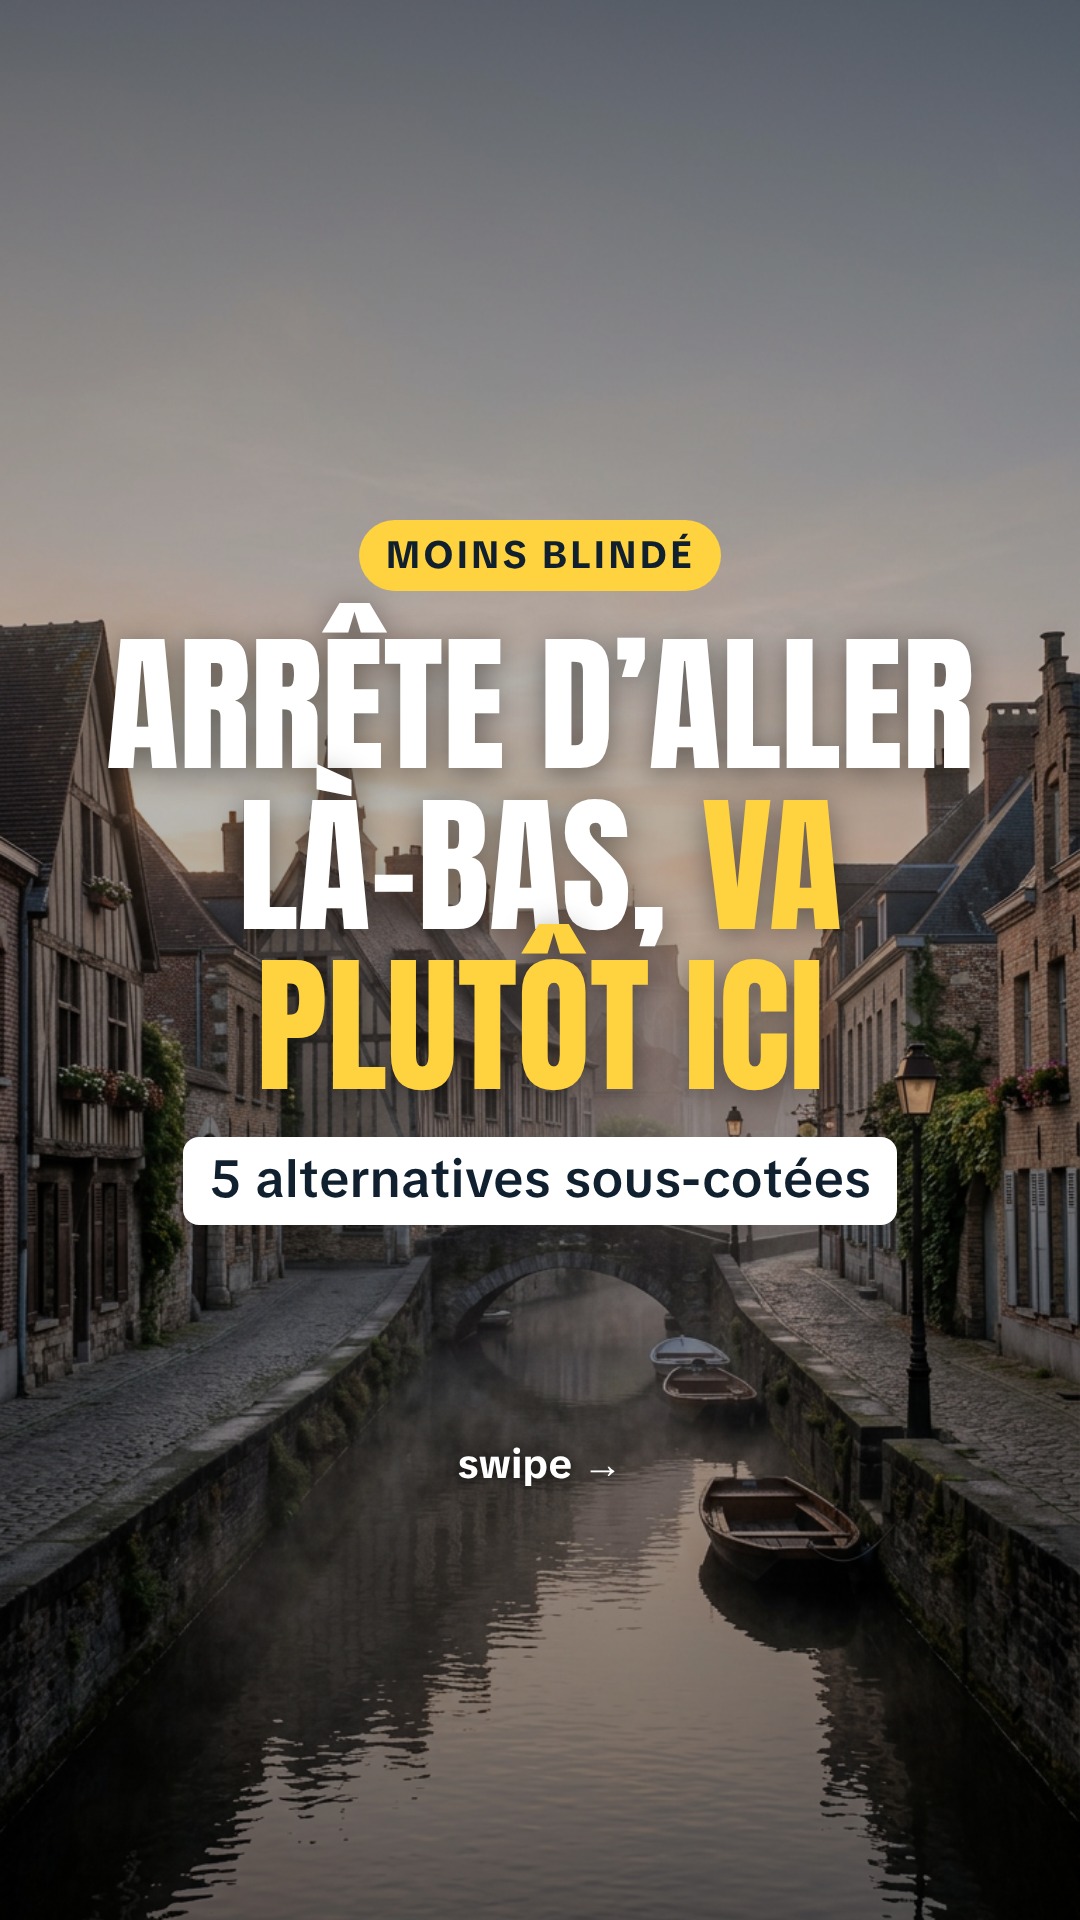 MOINS BLINDÉ
ARRÊTE D’ALLER
LÀ-BAS, VA
PLUTÔT ICI
5 alternatives sous-cotées
swipe →